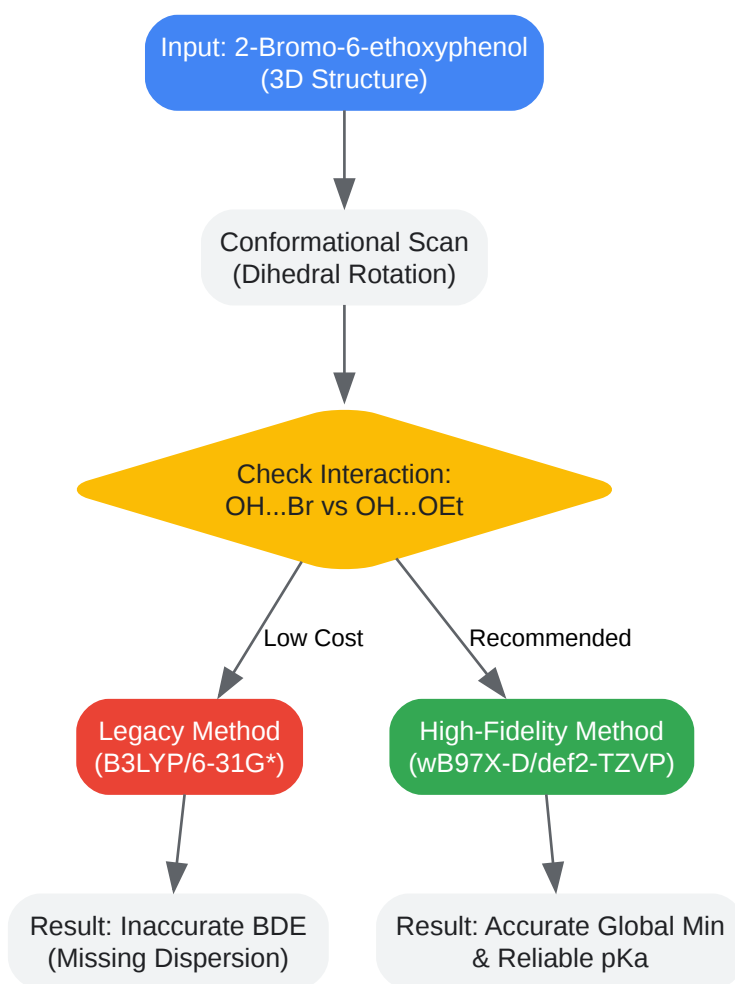 Input: 2-Bromo-6-ethoxyphenol
(3D Structure)
Conformational Scan
(Dihedral Rotation)
Check Interaction:
OH...Br vs OH...OEt
Low Cost
Recommended
Legacy Method
(B3LYP/6-31G*)
High-Fidelity Method
(wB97X-D/def2-TZVP)
Result: Inaccurate BDE
(Missing Dispersion)
Result: Accurate Global Min
& Reliable pKa